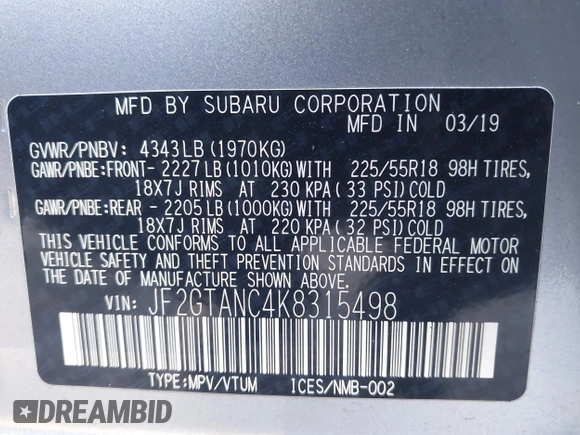 MFD BY SUBARU CORPORATION
MFD IN 03/19
GVWR/PNBV: 4343LB (1970KG)
GAWR/PNBE:FRONT- 2227 LB (1010KG)WITH 225/55R18 98H TIRES,
18X7J RIMS AT 230 KPA (33 PSI) COLD
GAWR/PNBE:REAR - 2205 LB (1000KG) WITH 225/55R18 98H TIRES,
18X7J RIMS AT 220 KPA (32 PSI) COLD
THIS VEHICLE CONFORMS TO ALL APPLICABLE FEDERAL MOTOR
VEHICLE SAFETY AND THEFT PREVENTION STANDARDS IN EFFECT ON
THE DATE OF MANUFACTURE SHOWN ABOVE.
VIN: JF2GTANC4K8315498
TYPE:MPV/VTUM ICES/NMB-002
DREAMBID